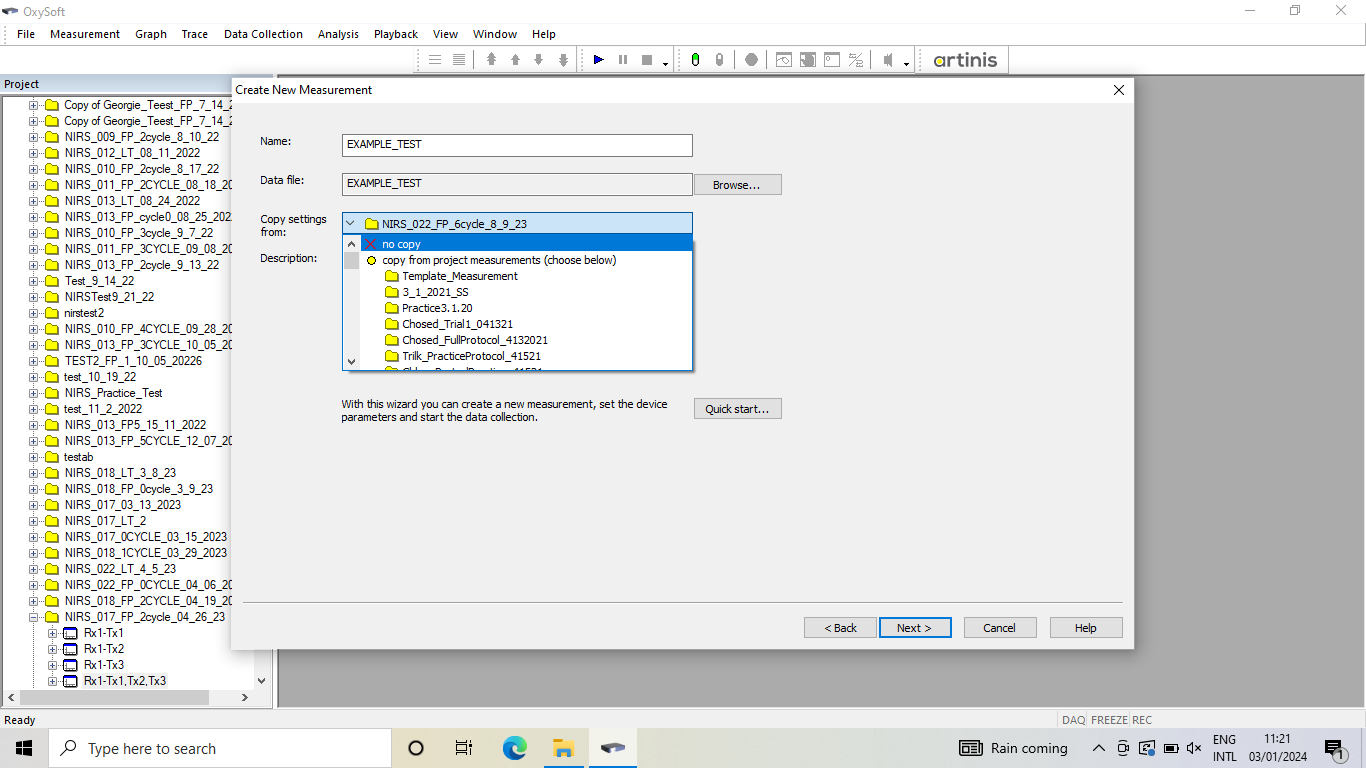 OxySoft
File Measurement Graph Trace Data Collection Analysis Playback View Window Help
artinis
Project
Copy of Georgie_Teest_FP_7_14_2
Copy of Georgie_Teest_FP_7_14_2
NIRS_009_FP_2cycle_8_10_22
NIRS_012_LT_08_11_2022
NIRS_010_FP_2cycle_8_17_22
NIRS_011_FP_2CYCLE_08_18_20
NIRS_013_LT_08_24_2022
NIRS_013_FP_cycle0_08_25_202
NIRS_010_FP_3cycle_9_7_22
NIRS_011_FP_3CYCLE_09_08_20
NIRS_013_FP_2cycle_9_13_22
Test_9_14_22
NIRSTest9_21_22
nirstest2
NIRS_010_FP_4CYCLE_09_28_20
NIRS_013_FP_3CYCLE_10_05_20
TEST2_FP_1_10_05_20226
test_10_19_22
NIRS_Practice_Test
test_11_2_2022
NIRS_013_FP5_15_11_2022
NIRS_013_FP_5CYCLE_12_07_20
testab
NIRS_018_LT_3_8_23
NIRS_018_FP_0cycle_3_9_23
NIRS_017_03_13_2023
NIRS_017_LT_2
NIRS_017_0CYCLE_03_15_2023
NIRS_018_1CYCLE_03_29_2023
NIRS_022_LT_4_5_23
NIRS_022_FP_0CYCLE_04_06_20
NIRS_018_FP_2CYCLE_04_19_20
NIRS_017_FP_2cycle_04_26_23
Rx1-Tx1
Rx1-Tx2
Rx1-Tx3
Rx1-Tx1,Tx2,Tx3
Create New Measurement
Name:
EXAMPLE_TEST
Data file:
EXAMPLE_TEST
Browse...
Copy settings
from:
NIRS_022_FP_6cycle_8_9_23
no copy
Description:
copy from project measurements (choose below)
Template_Measurement
3_1_2021_SS
Practice3.1.20
Chosed_Trial1_041321
Chosed_FullProtocol_4132021
Trilk_PracticeProtocol_41521
With this wizard you can create a new measurement, set the device
parameters and start the data collection.
Quick start...
< Back Next > Cancel Help
Ready
DAQ FREEZE REC
Type here to search
Rain coming
ENG
INTL
11:21
03/01/2024
1